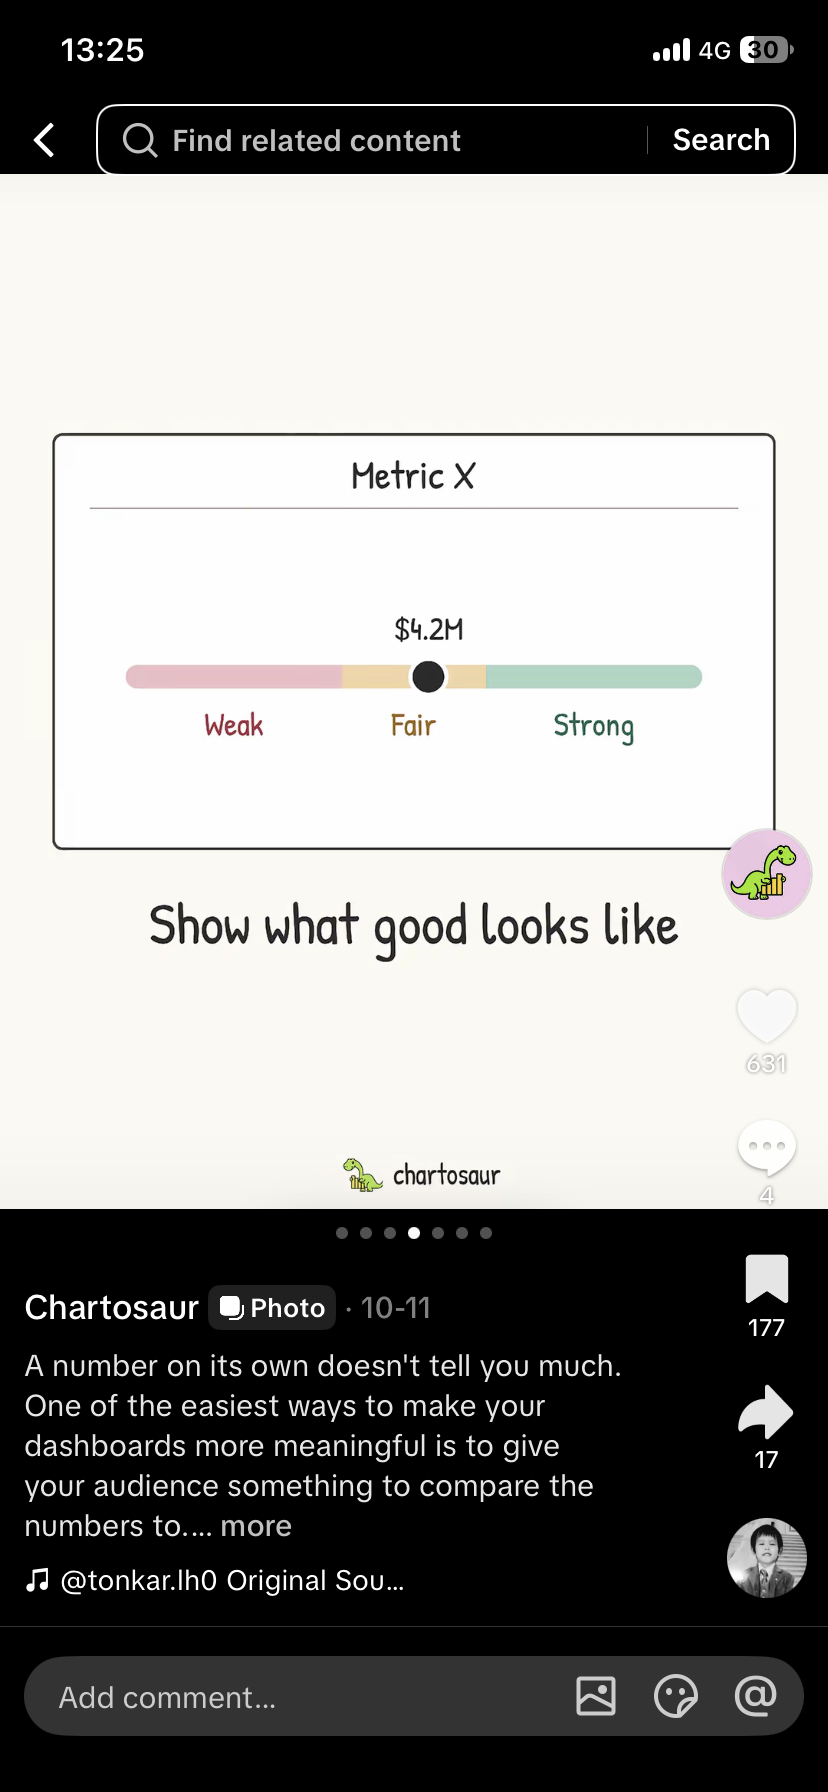 13:25
4G
30
Find related content
Search
Metric X
$4.2M
Weak
Fair
Strong
Show what good looks like
631
4
chartosaur
Chartosaur
Photo
· 10-11
177
A number on its own doesn't tell you much.
One of the easiest ways to make your
dashboards more meaningful is to give
your audience something to compare the
numbers to.... more
17
@tonkar.lh0 Original Sou...
Add comment...